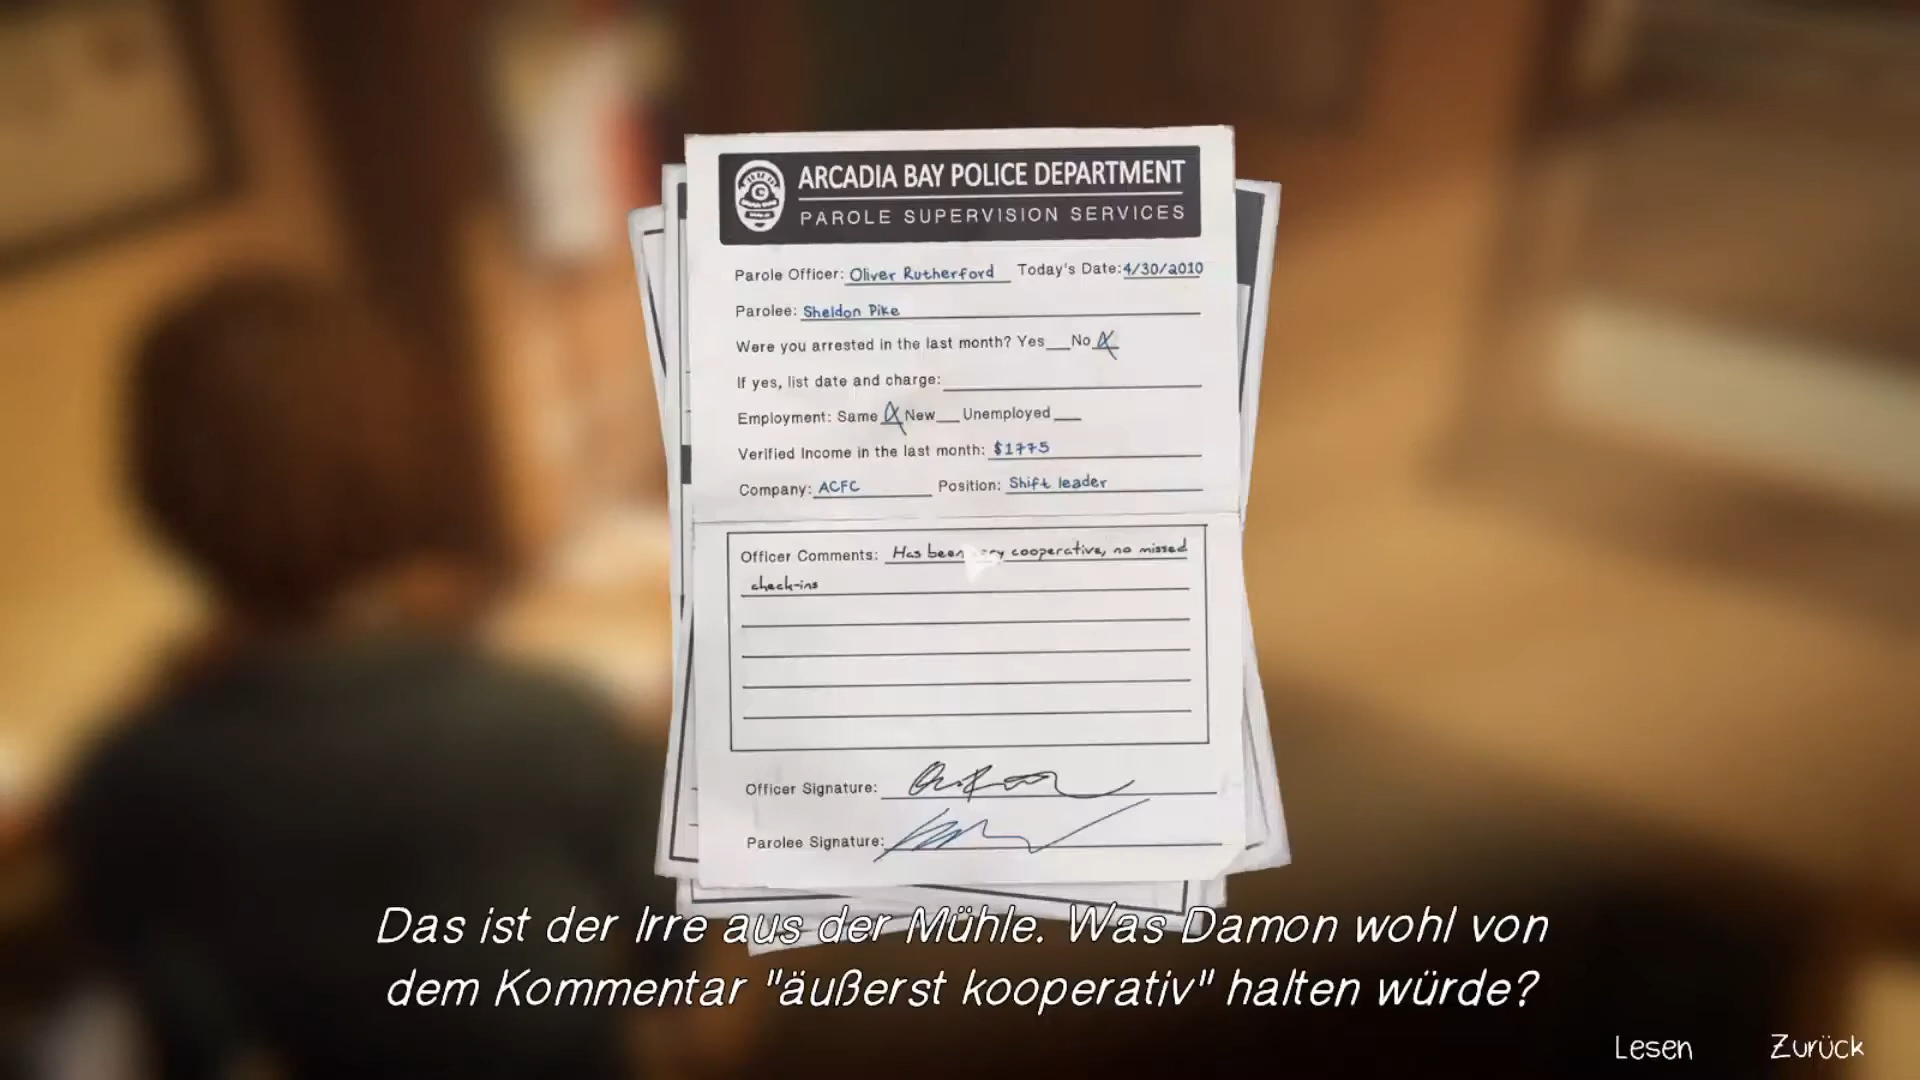 ARCADIA BAY POLICE DEPARTMENT
PAROLE SUPERVISION SERVICES
Parole Officer: Oliver Rutherford Today's Date: 4/30/2010
Parolee: Sheldon Pike
Were you arrested in the last month? Yes No X
If yes, list date and charge:
Employment: Same X New Unemployed
Verified Income in the last month: $1775
Company: ACFC Position: Shift leader
Officer Comments: Has been cooperative, no missed
check-ins
Officer Signature:
Parolee Signature:
Das ist der Irre aus der Mühle. Was Damon wohl von
dem Kommentar "äußerst kooperativ" halten würde?
Lesen Zurück